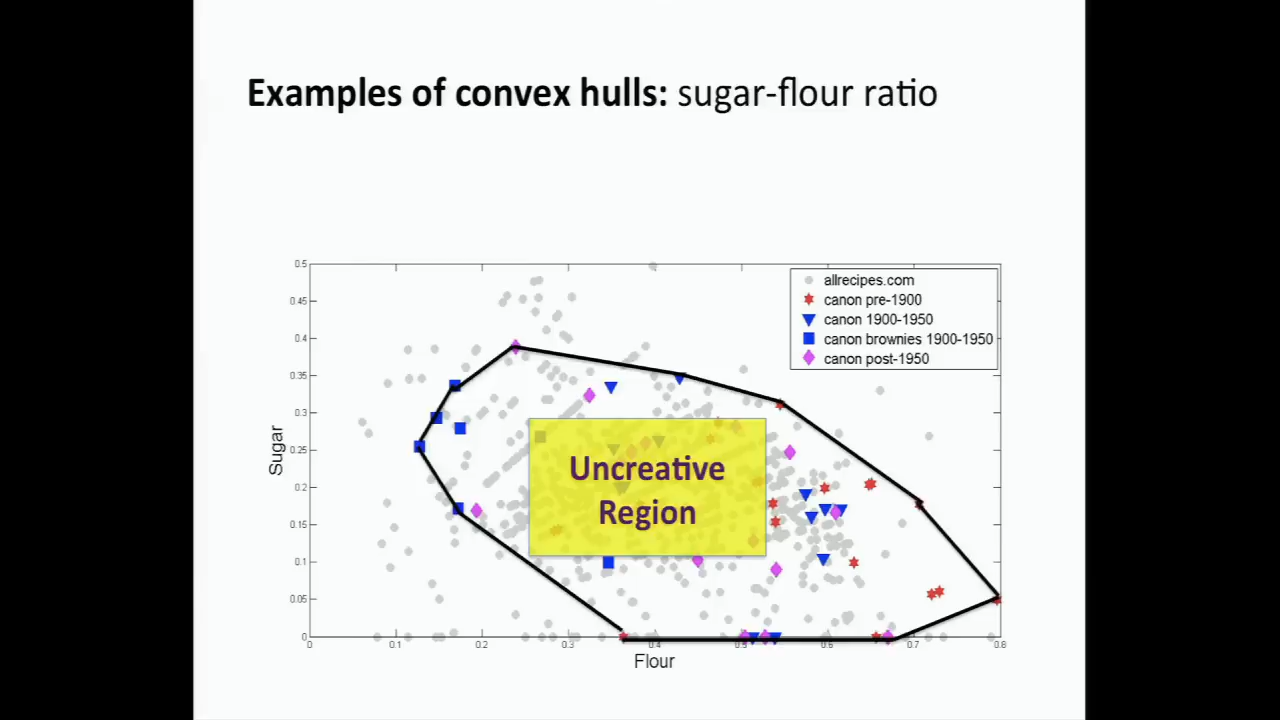 Examples of convex hulls: sugar-flour ratio
0.5
0.45
0.4
0.35
0.3
0.25
0.2
0.15
0.1
0.05
0
Sugar
allrecipes.com
canon pre-1900
canon 1900-1950
canon brownies 1900-1950
canon post-1950
Uncreative
Region
0 0.1 0.2 0.3 0.4 0.5 0.6 0.7 0.8
Flour